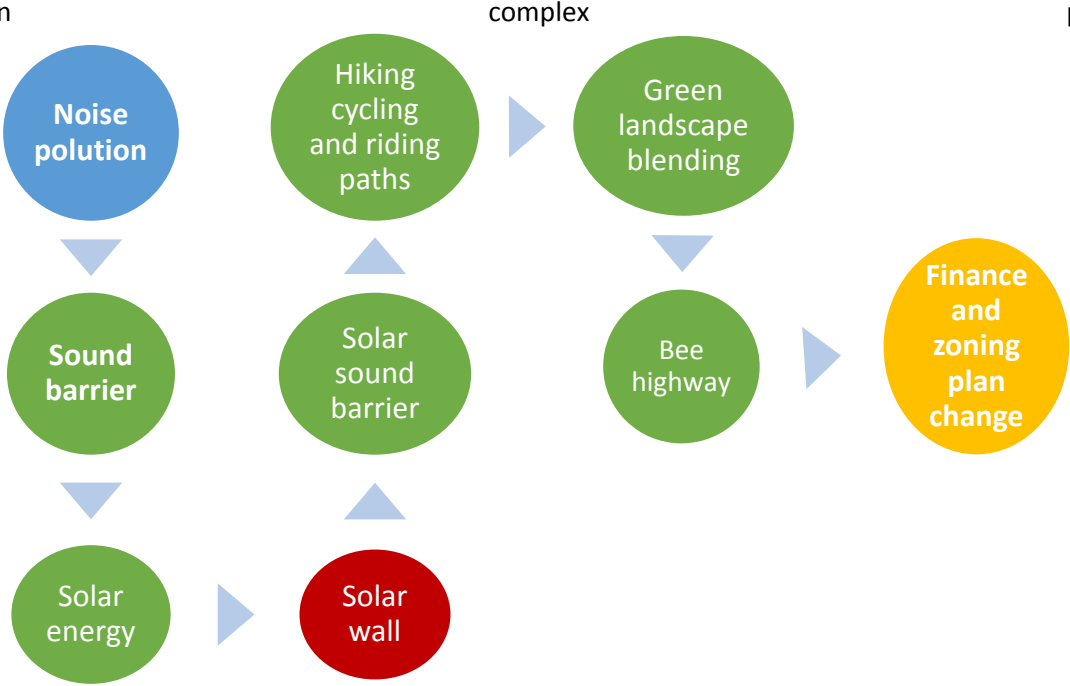 n
complex
Noise
polution
Sound
barrier
Solar
energy
Solar
wall
Solar
sound
barrier
Hiking
cycling
and riding
paths
Green
landscape
blending
Bee
highway
Finance
and
zoning
plan
change